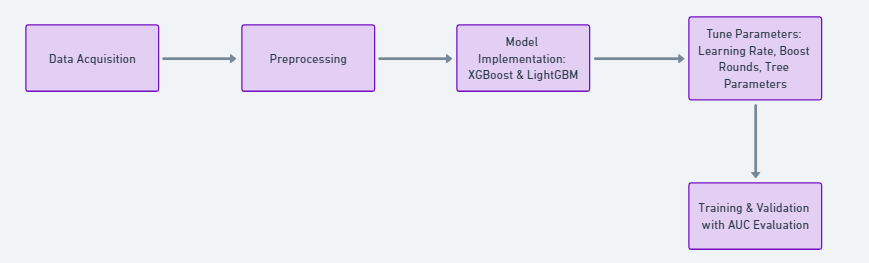 Data Acquisition
Preprocessing
Model
Implementation:
XGBoost & LightGBM
Tune Parameters:
Learning Rate, Boost
Rounds, Tree
Parameters
Training & Validation
with AUC Evaluation